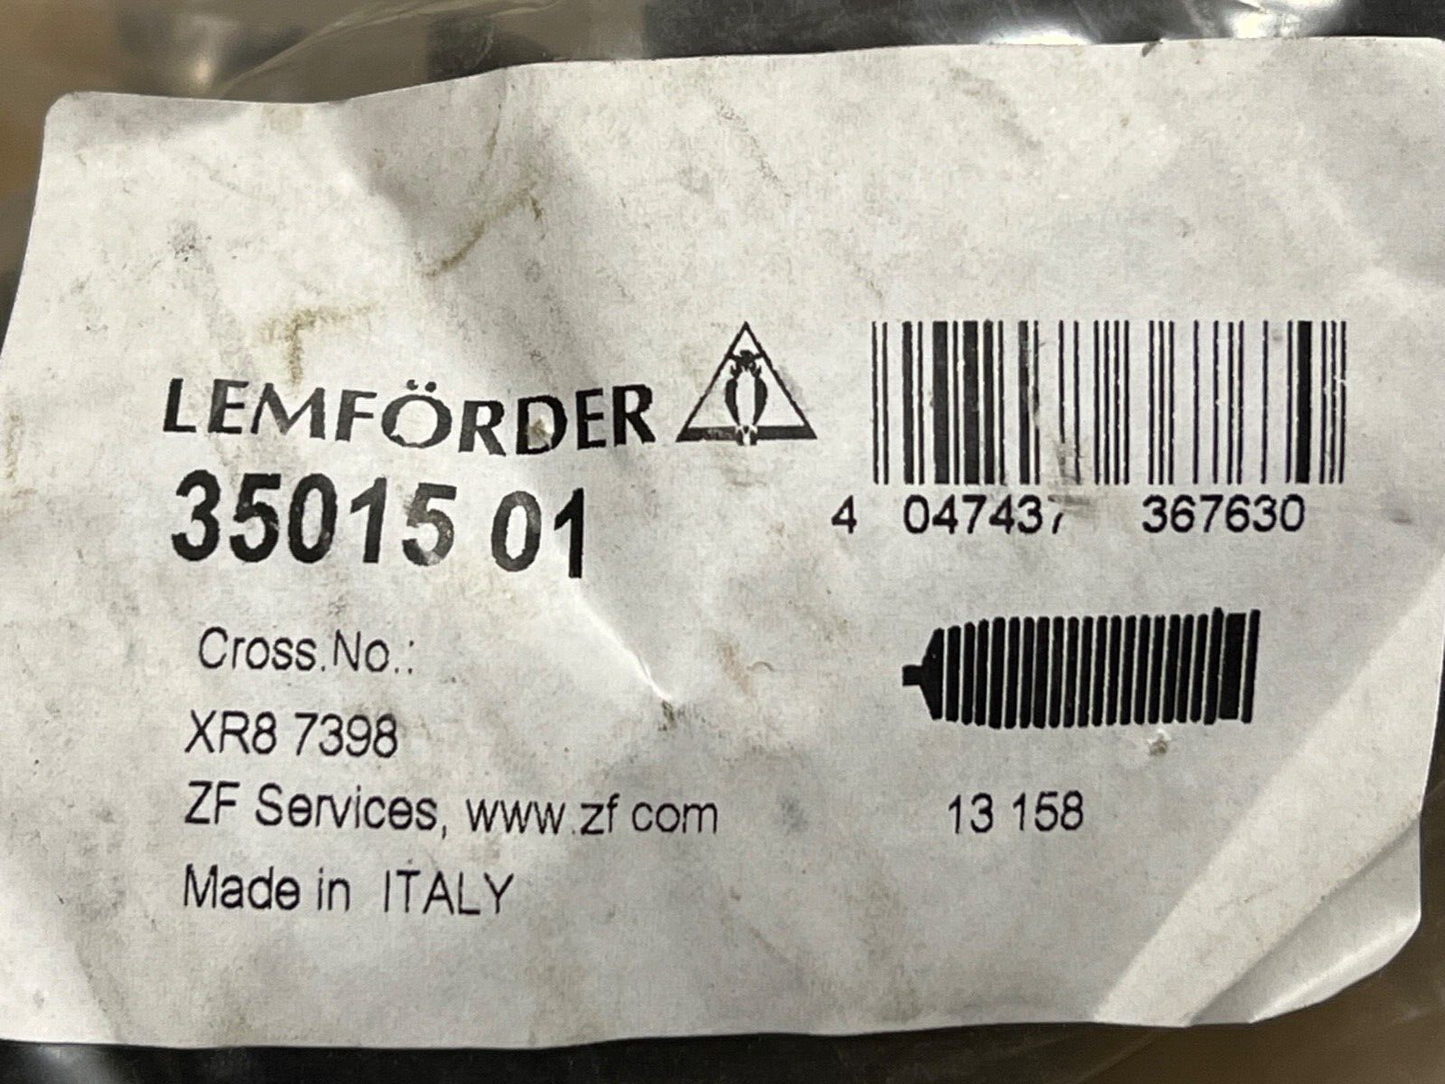 LEMFÖRDER
35015 01
4 047437 367630
Cross.No.:
XR8 7398
ZF Services, www.zf com
13 158
Made in ITALY